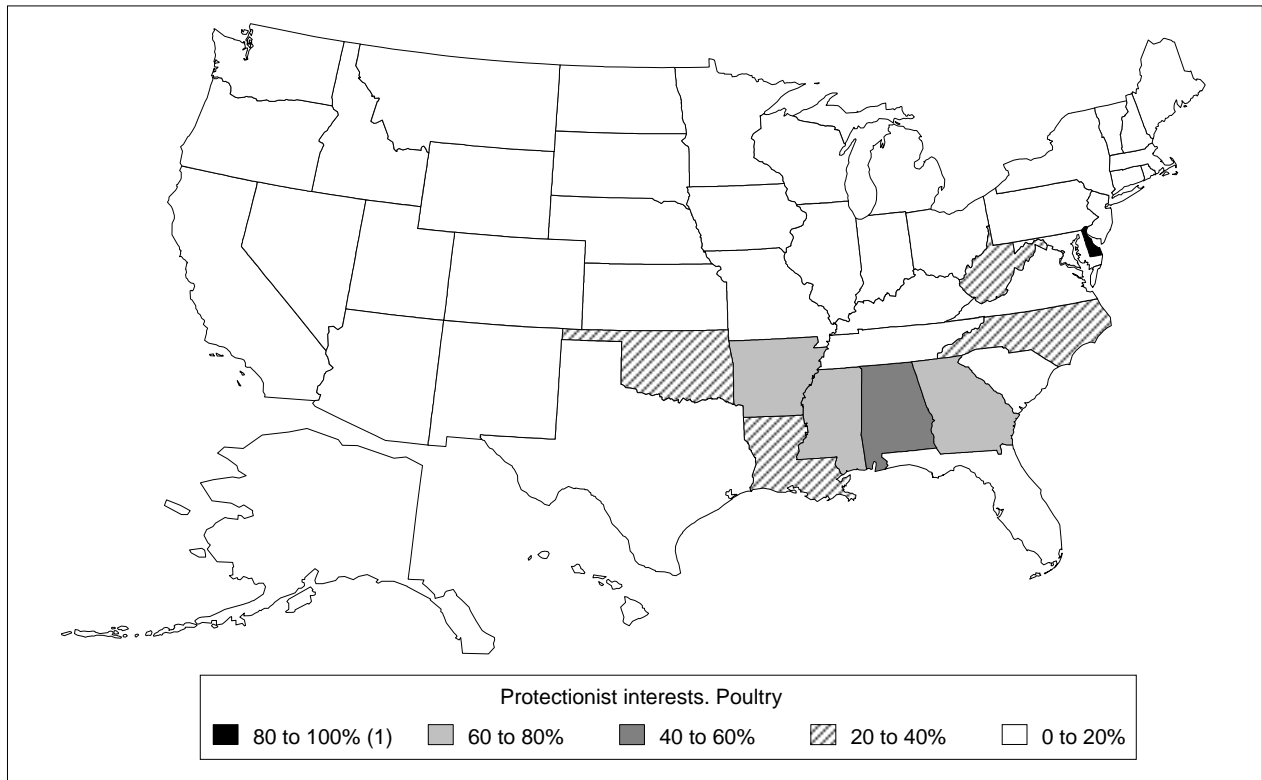 Protectionist interests. Poultry
80 to 100% (1) 60 to 80% 40 to 60% 20 to 40% 0 to 20%